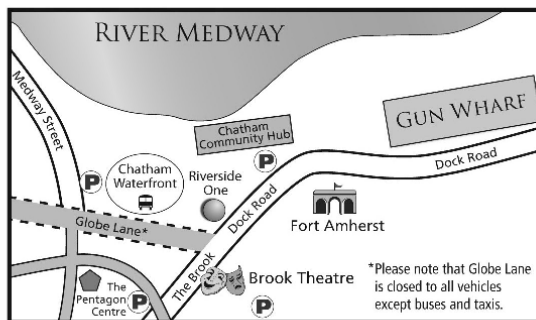 RIVER MEDWAY
Medway Street
GUN WHARF
Chatham
Community Hub
P
Dock Road
P
Chatham
Waterfront
Riverside
One
Dock Road
Fort Amherst
Globe Lane*
The Brook
Brook Theatre
The
Pentagon
Centre
P
P
*Please note that Globe Lane
is closed to all vehicles
except buses and taxis.